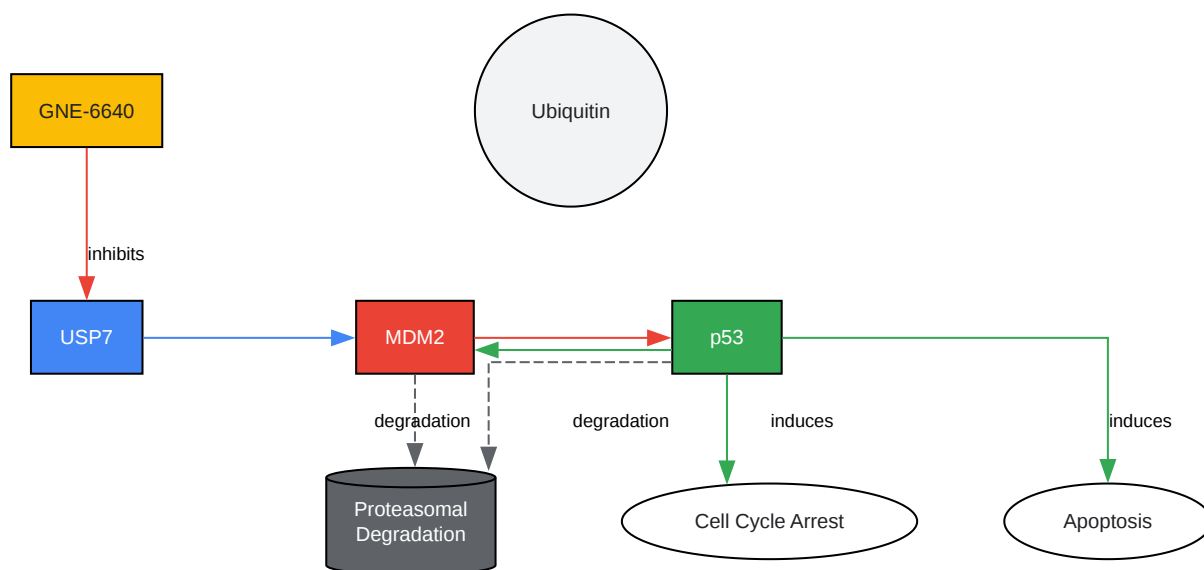 Ubiquitin
GNE-6640
inhibits
USP7
MDM2
p53
degradation
degradation
induces
induces
Proteasomal
Degradation
Cell Cycle Arrest
Apoptosis